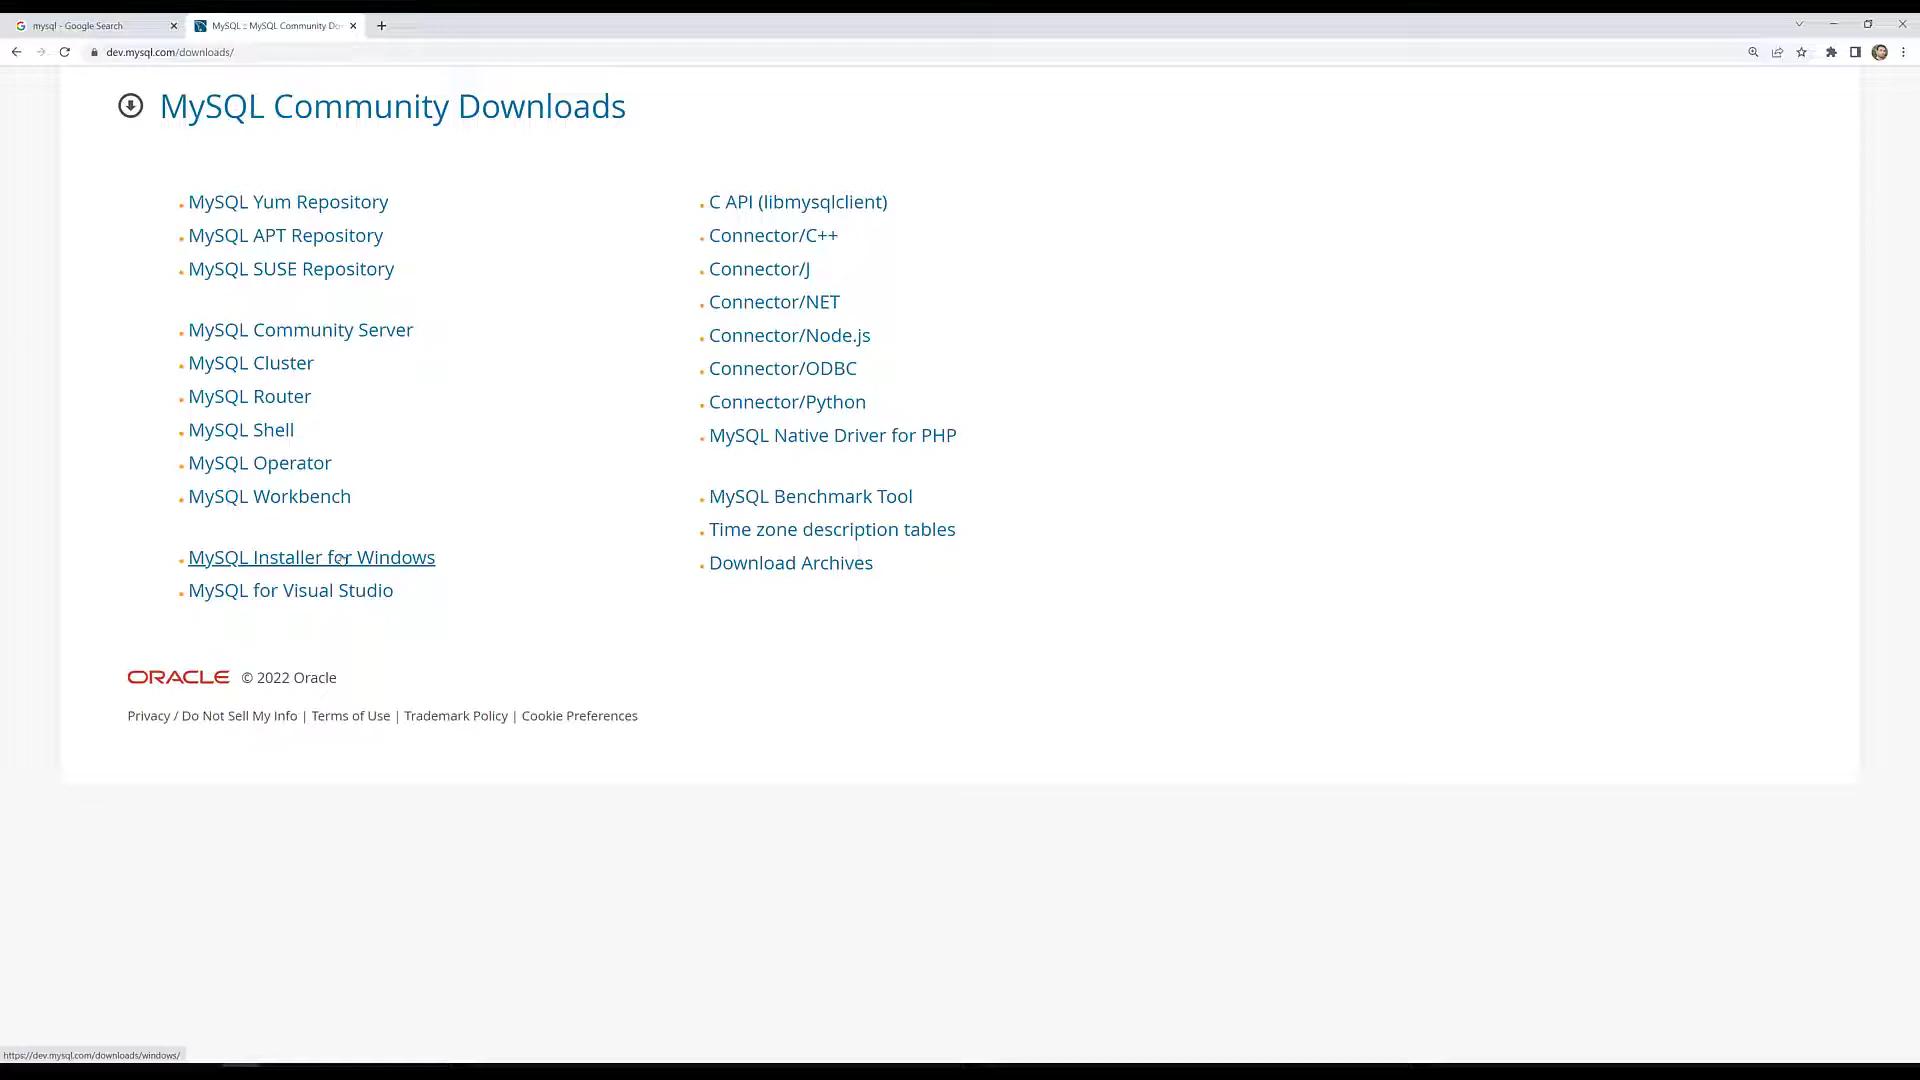 mysql - Google Search
MySQL :: MySQL Community Do
dev.mysql.com/downloads/
MySQL Community Downloads
MySQL Yum Repository
MySQL APT Repository
MySQL SUSE Repository
MySQL Community Server
MySQL Cluster
MySQL Router
MySQL Shell
MySQL Operator
MySQL Workbench
MySQL Installer for Windows
MySQL for Visual Studio
C API (libmysqlclient)
Connector/C++
Connector/J
Connector/NET
Connector/Node.js
Connector/ODBC
Connector/Python
MySQL Native Driver for PHP
MySQL Benchmark Tool
Time zone description tables
Download Archives
ORACLE © 2022 Oracle
Privacy / Do Not Sell My Info | Terms of Use | Trademark Policy | Cookie Preferences
https://dev.mysql.com/downloads/windows/